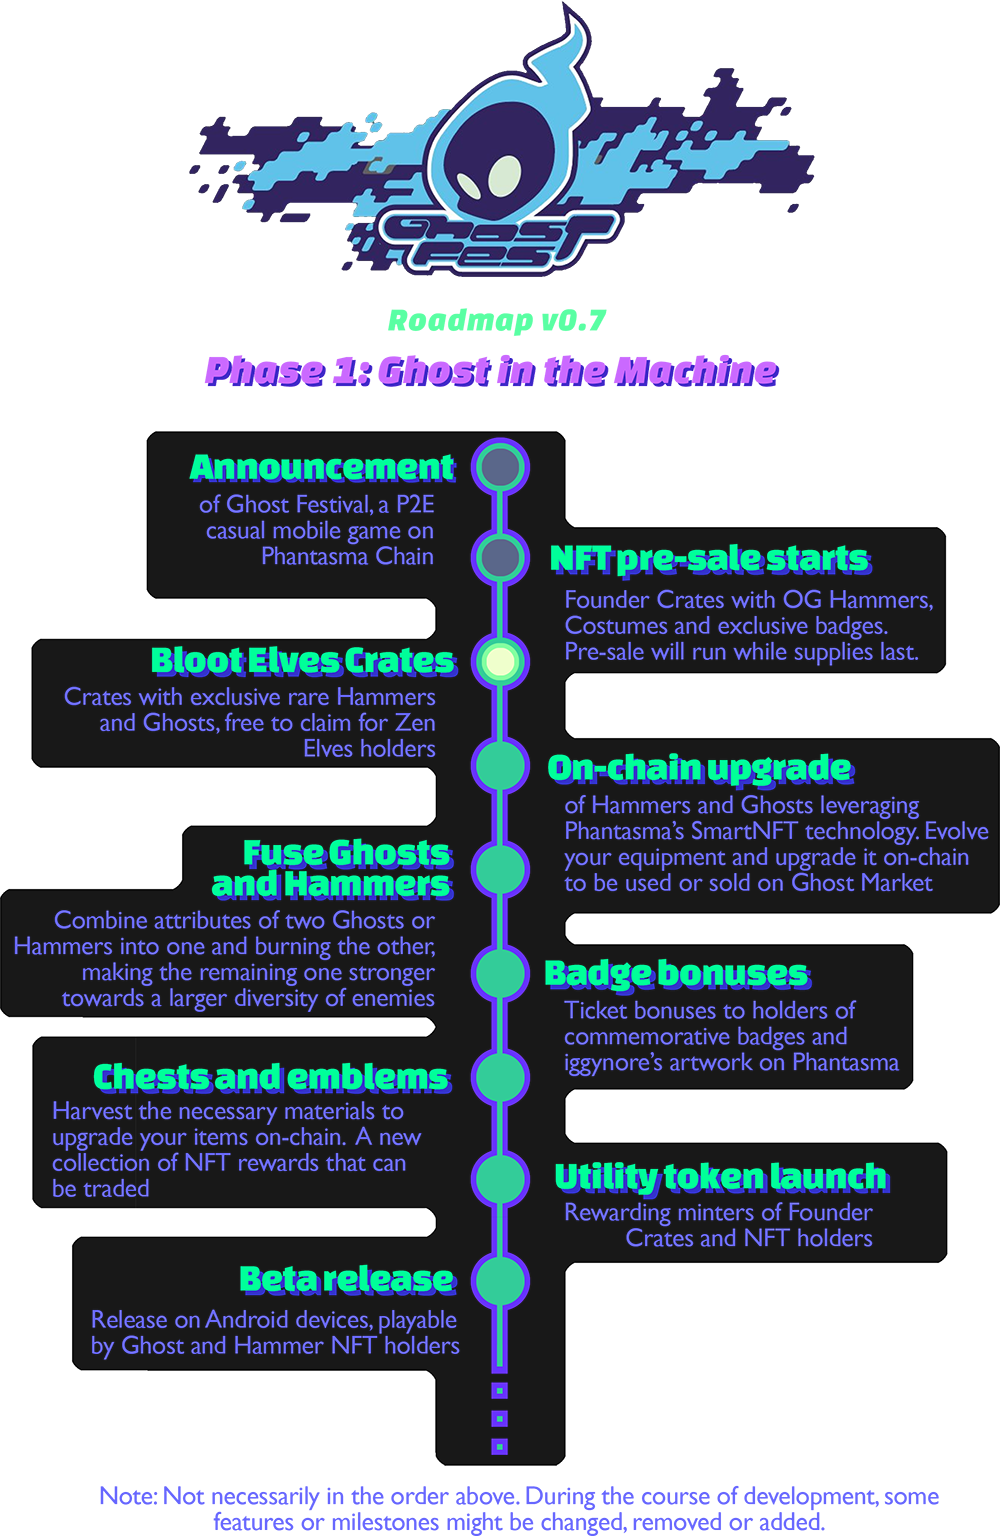 Ghost
Fest
Roadmap v0.7
Phase 1: Ghost in the Machine
Announcement
of Ghost Festival, a P2E
casual mobile game on
Phantasma Chain
NFT pre-sale starts
Founder Crates with OG Hammers,
Costumes and exclusive badges.
Pre-sale will run while supplies last.
Bloot Elves Crates
Crates with exclusive rare Hammers
and Ghosts, free to claim for Zen
Elves holders
On-chain upgrade
of Hammers and Ghosts leveraging
Phantasma's SmartNFT technology. Evolve
your equipment and upgrade it on-chain
to be used or sold on Ghost Market
Fuse Ghosts
and Hammers
Combine attributes of two Ghosts or
Hammers into one and burning the other,
making the remaining one stronger
towards a larger diversity of enemies
Badge bonuses
Ticket bonuses to holders of
commemorative badges and
iggynore's artwork on Phantasma
Chests and emblems
Harvest the necessary materials to
upgrade your items on-chain. A new
collection of NFT rewards that can
be traded
Utility token launch
Rewarding minters of Founder
Crates and NFT holders
Beta release
Release on Android devices, playable
by Ghost and Hammer NFT holders
Note: Not necessarily in the order above. During the course of development, some
features or milestones might be changed, removed or added.